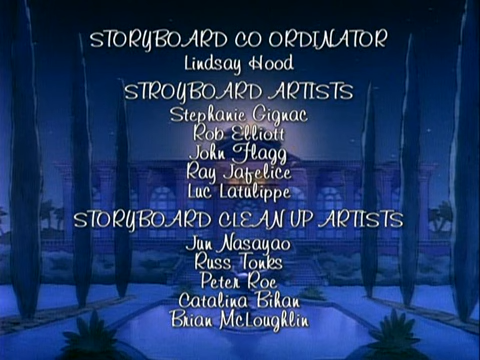 STORYBOARD CO ORDINATOR
Lindsay Hood
STROYBOARD ARTISTS
Stephanie Gignac
Rob Elliott
John Flagg
Ray Jafelice
Luc Latulippe
STORYBOARD CLEAN UP ARTISTS
Jun Nasayao
Russ Tonks
Peter Roe
Catalina Bihan
Brian McLoughlin